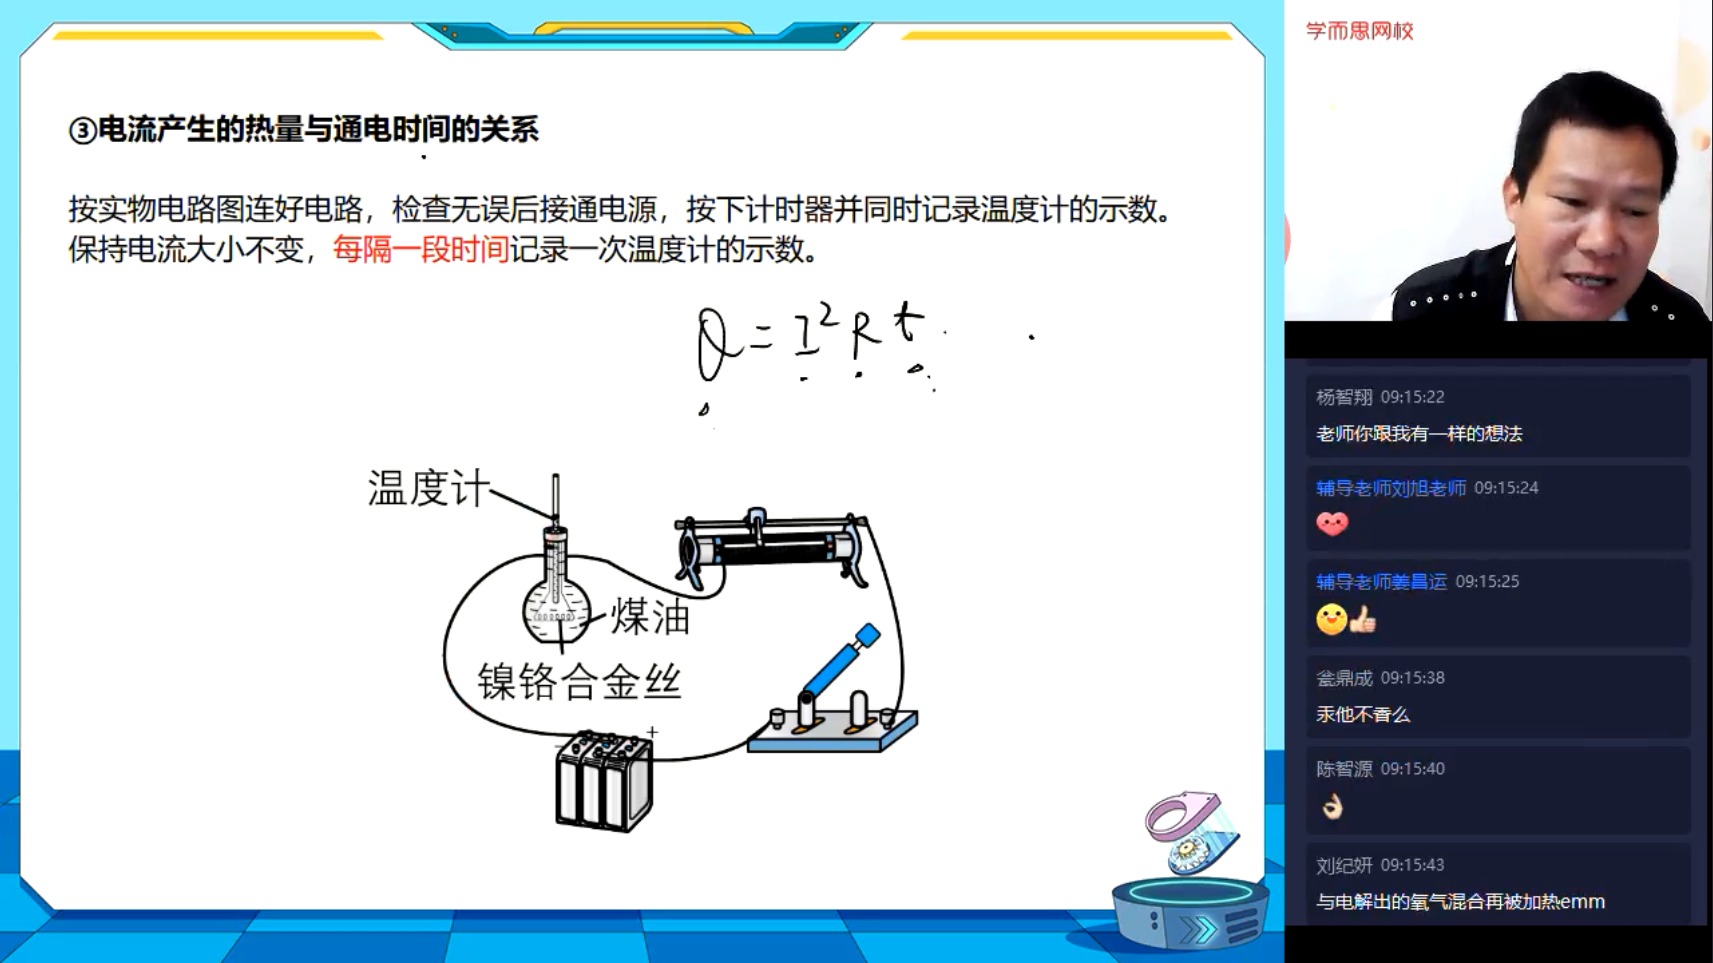 ③电流产生的热量与通电时间的关系
按实物电路图连好电路，检查无误后接通电源，按下计时器并同时记录温度计的示数。
保持电流大小不变，每隔一段时间记录一次温度计的示数。
Q=I²Rt
温度计
煤油
镍铬合金丝
+
学而思网校
杨智翔 09:15:22
老师你跟我有一样的想法
辅导老师刘旭老师 09:15:24
辅导老师姜昌运 09:15:25
瓮鼎成 09:15:38
汞他不香么
陈智源 09:15:40
刘纪妍 09:15:43
与电解出的氧气混合再被加热emm